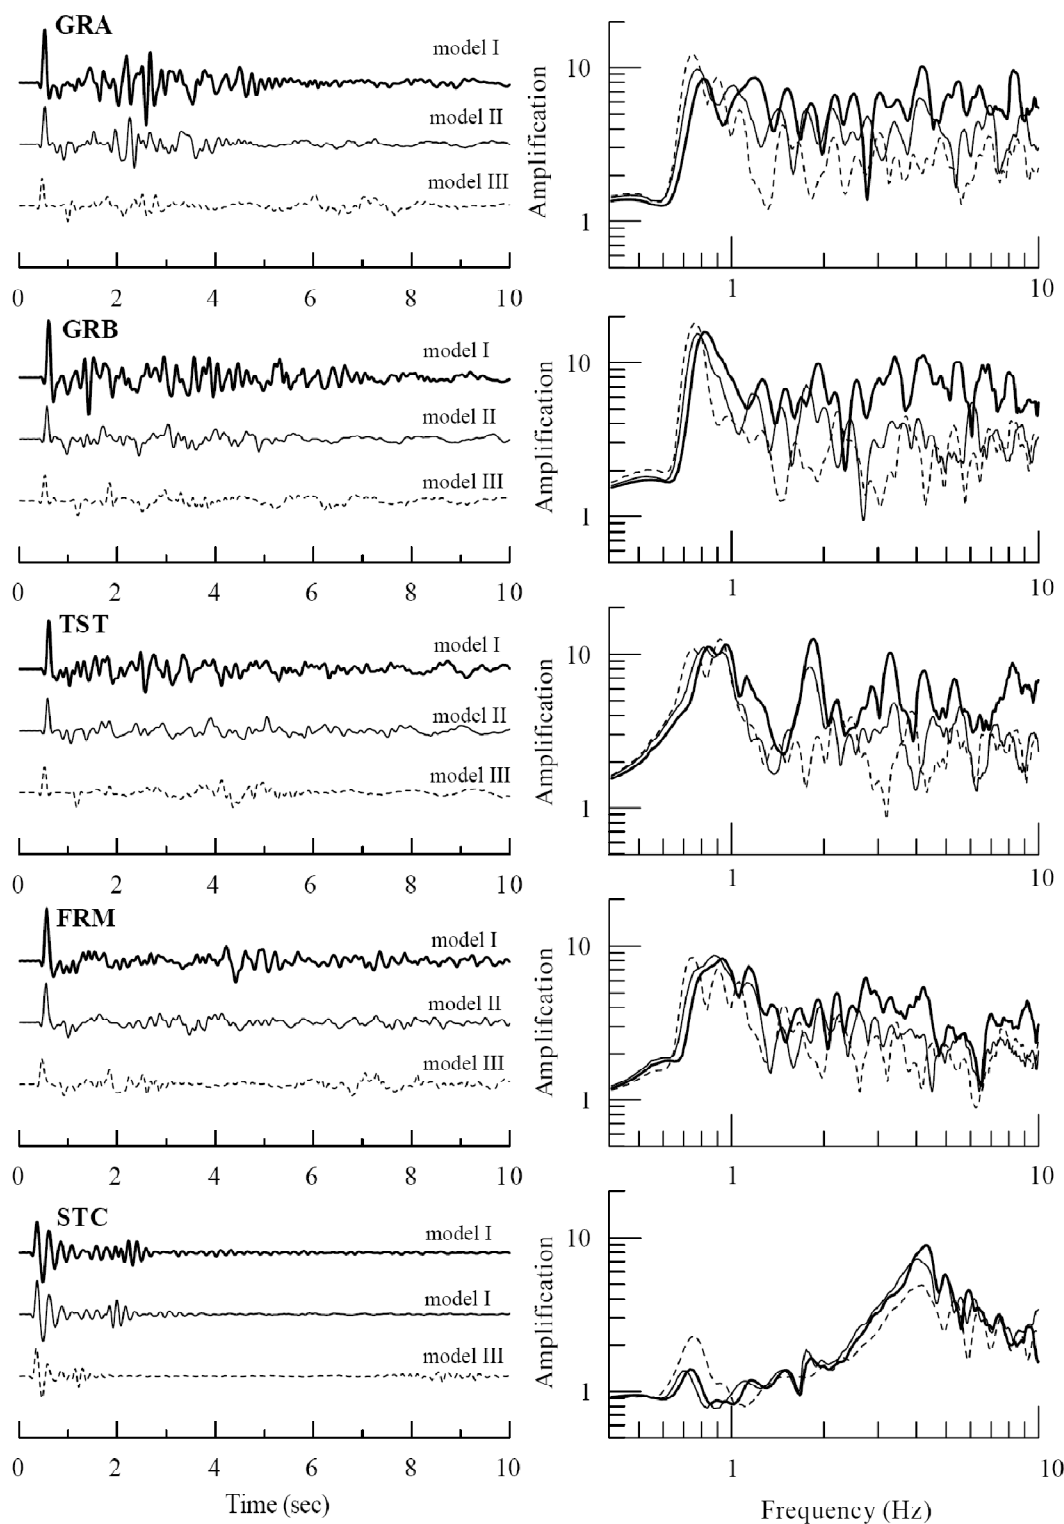 GRA
model I
model II
model III
0 2 4 6 8 10
Amplification
10
1
1 10
GRB
model I
model II
model III
0 2 4 6 8 10
Amplification
10
1
1 10
TST
model I
model II
model III
0 2 4 6 8 10
Amplification
10
1
1 10
FRM
model I
model II
model III
0 2 4 6 8 10
Amplifcation
10
1
1 10
STC
model I
model I
model III
0 2 4 6 8 10
Time (sec)
Amplification
10
1
1 10
Frequency (Hz)